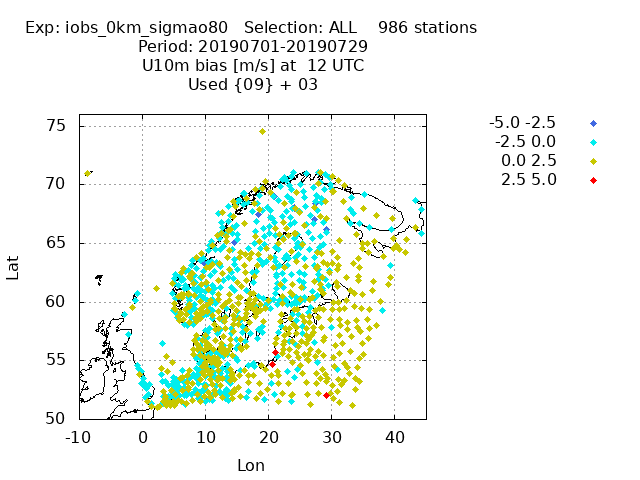 Exp: iobs_0km_sigmao80   Selection: ALL    986 stations
Period: 20190701-20190729
U10m bias [m/s] at  12 UTC
Used {09} + 03
-5.0 -2.5
-2.5 0.0
0.0 2.5
2.5 5.0
75
70
65
60
55
50
Lat
-10 0 10 20 30 40
Lon